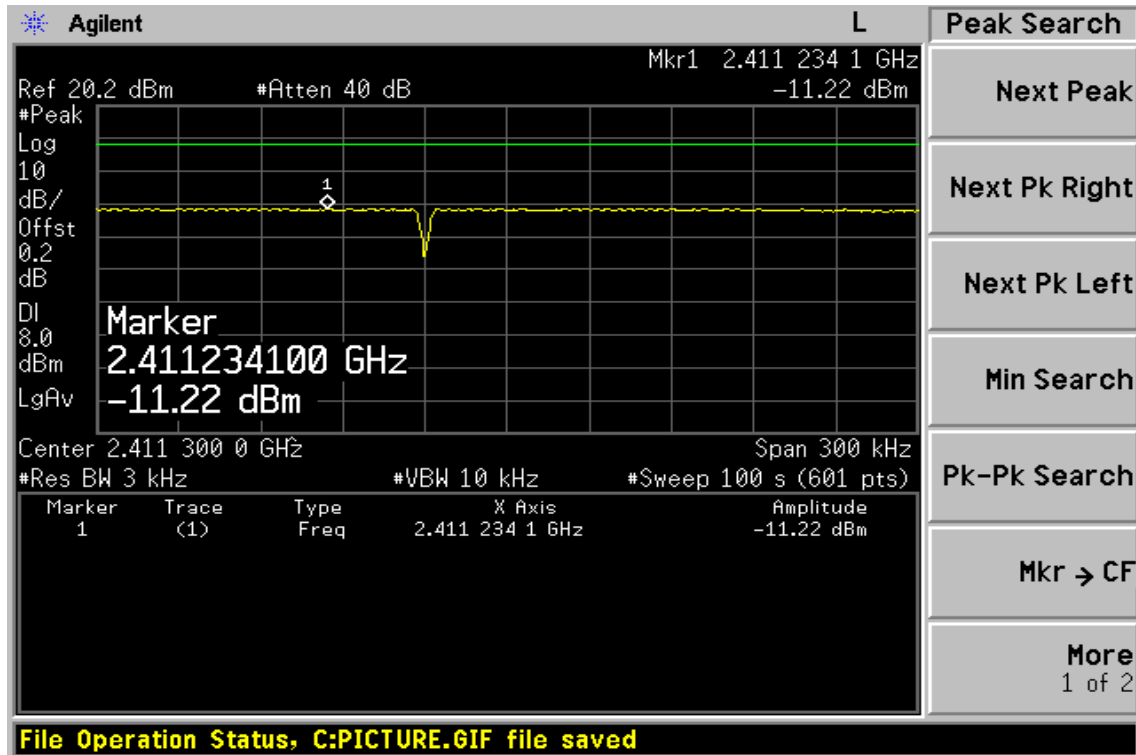 Agilent L Peak Search
Mkr1 2.411 234 1 GHz
Ref 20.2 dBm #Atten 40 dB -11.22 dBm
#Peak
Log
10
dB/
Offst
0.2
dB
DI
8.0
dBm
LgAv
1
Marker
2.411234100 GHz
-11.22 dBm
Center 2.411 300 0 GHz Span 300 kHz
#Res BW 3 kHz #VBW 10 kHz #Sweep 100 s (601 pts)
Marker Trace Type X Axis Amplitude
1 (1) Freq 2.411 234 1 GHz -11.22 dBm
Next Peak
Next Pk Right
Next Pk Left
Min Search
Pk-Pk Search
Mkr → CF
More
1 of 2
File Operation Status, C:PICTURE.GIF file saved